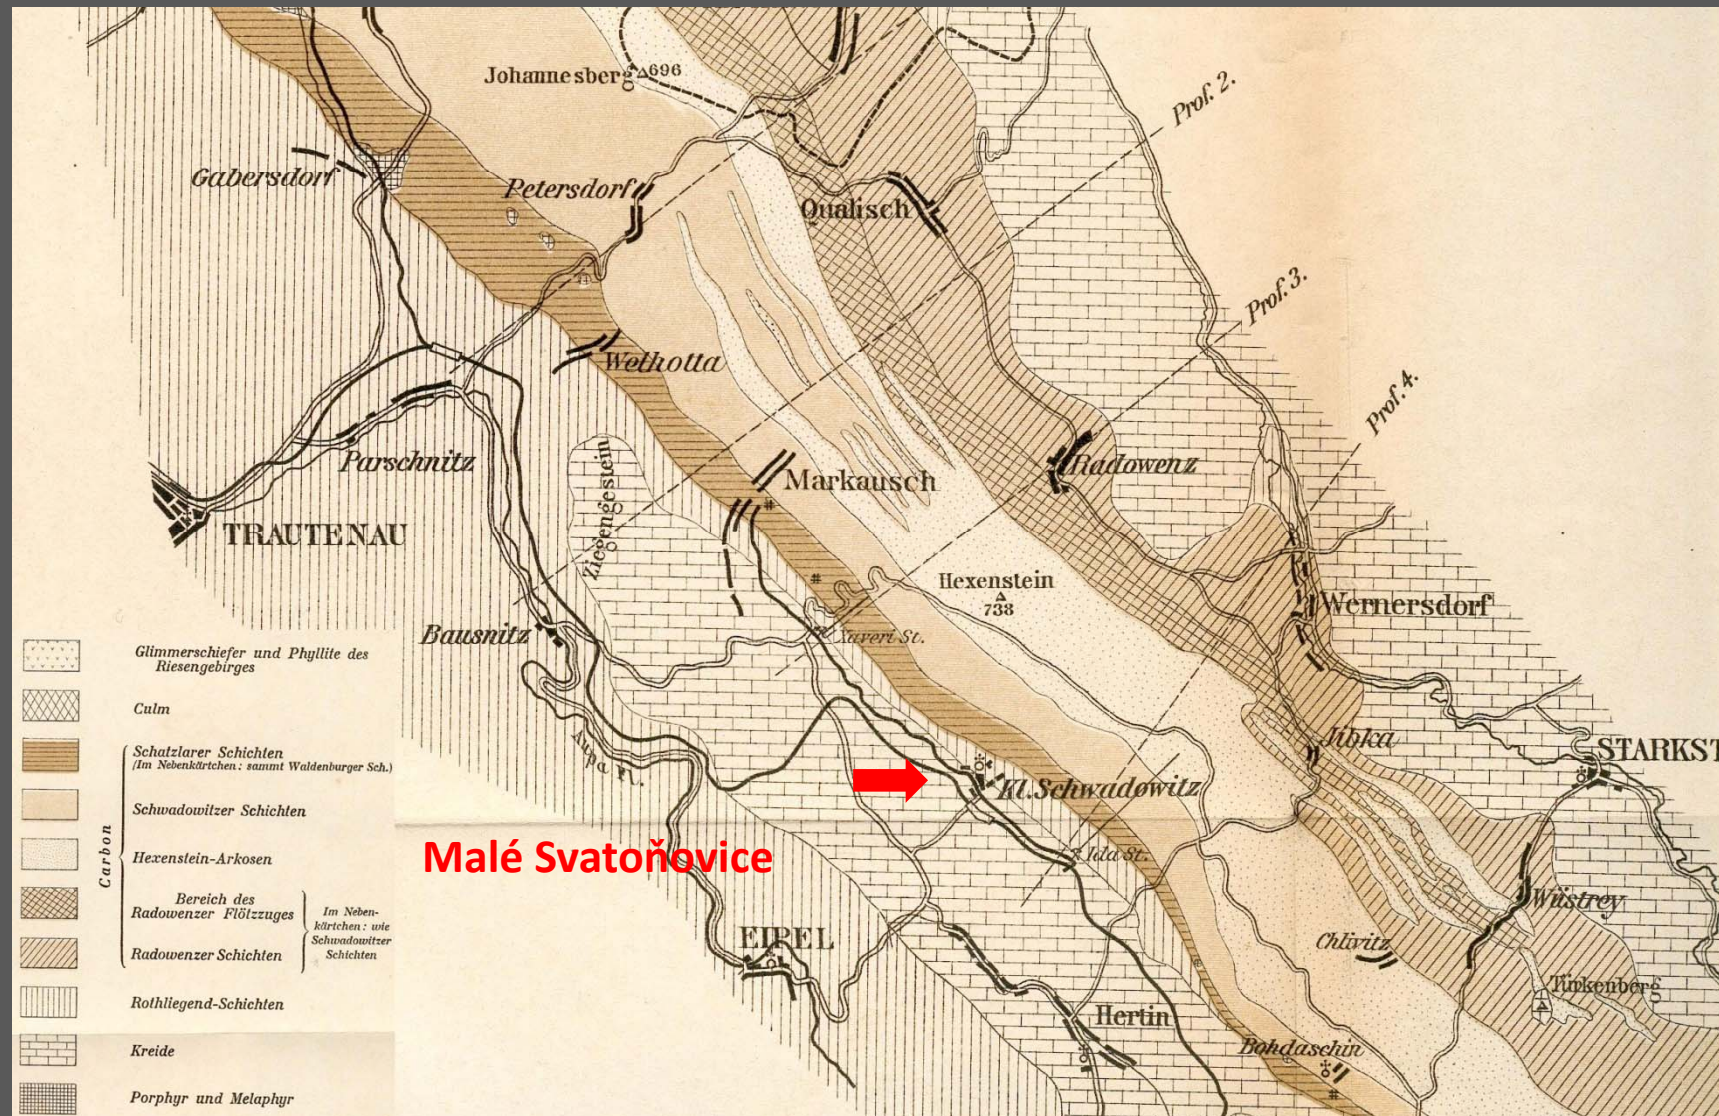 Johannesberg 696
Prof. 2.
Gabersdorf
Petersdorf
Qualisch
Prof. 3.
Welhotta
Prof. 4.
Parschnitz
Markausch
Radowenz
Ziegengestein
TRAUTENAU
Hexenstein
738
Wernersdorf
Bausnitz
Xaveri St.
Aupa Fl.
Jibka
STARKST
Kl. Schwadowitz
Malé Svatoňovice
Ida St.
Wüstrey
EIPEL
Chlivitz
Türkenberg
Hertin
Bohdaschin
Glimmerschiefer und Phyllite des
Riesengebirges
Culm
Carbon
Schatzlarer Schichten
(Im Nebenkärtchen: sammt Waldenburger Sch.)
Schwadowitzer Schichten
Hexenstein-Arkosen
Bereich des
Radowenzer Flötzzuges
Im Neben-
kärtchen: wie
Schwadowitzer
Schichten
Radowenzer Schichten
Rothliegend-Schichten
Kreide
Porphyr und Melaphyr